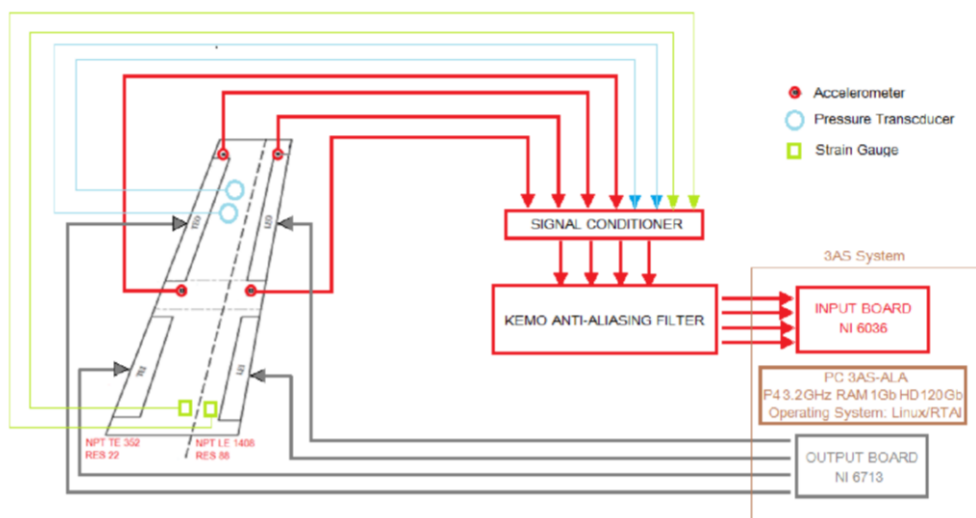 Accelerometer
Pressure Transcducer
Strain Gauge
SIGNAL CONDITIONER
3AS System
KEMO ANTI-ALIASING FILTER
INPUT BOARD
NI 6036
PC 3AS-ALA
P4 3.2GHz RAM 1Gb HD120Gb
Operating System: Linux/RTAI
OUTPUT BOARD
NI 6713
NPT TE 352
RES 22
NPT LE 1408
RES 88